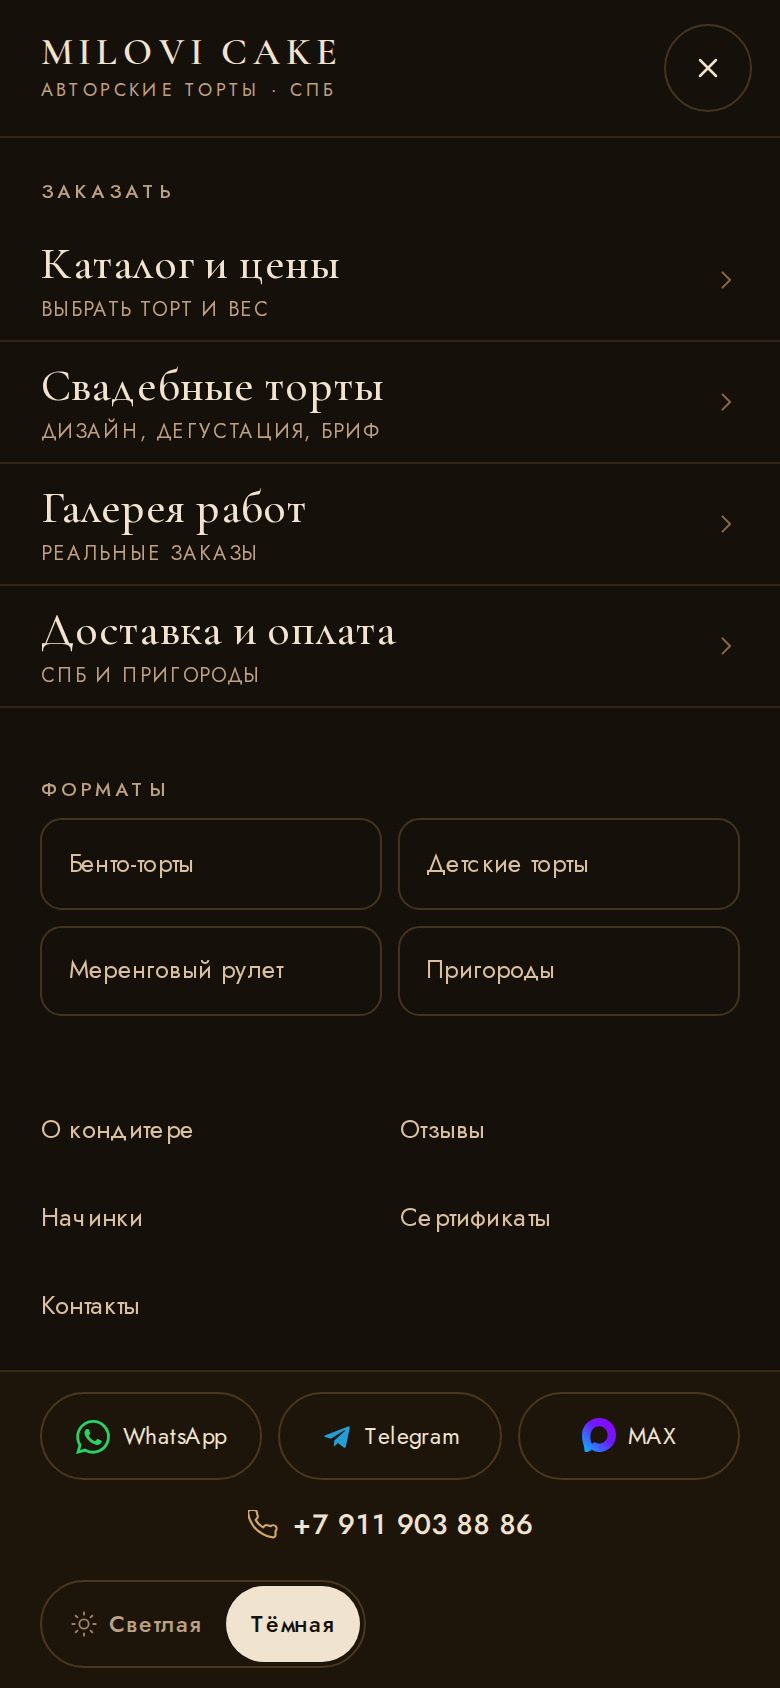 MILOVI CAKE
АВТОРСКИЕ ТОРТЫ · СПБ
ЗАКАЗАТЬ
Каталог и цены
ВЫБРАТЬ ТОРТ И ВЕС
Свадебные торты
ДИЗАЙН, ДЕГУСТАЦИЯ, БРИФ
Галерея работ
РЕАЛЬНЫЕ ЗАКАЗЫ
Доставка и оплата
СПБ И ПРИГОРОДЫ
ФОРМАТЫ
Бенто-торты
Детские торты
Меренговый рулет
Пригороды
О кондитере
Отзывы
Начинки
Сертификаты
Контакты
WhatsApp
Telegram
MAX
+7 911 903 88 86
Светлая
Тёмная